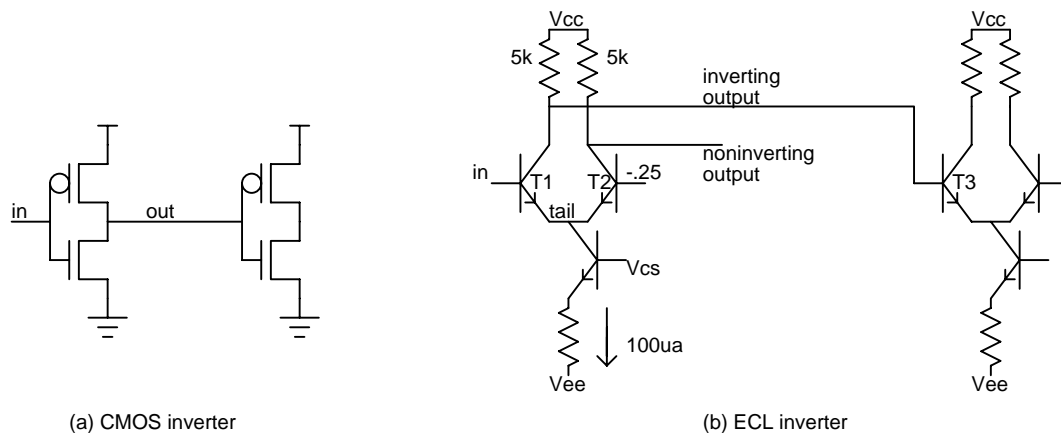 Vcc
Vcc
5k
5k
inverting
output
in
T1
T2
-.25
noninverting
output
T3
in
out
tail
Vcs
100ua
Vee
Vee
(a) CMOS inverter
(b) ECL inverter